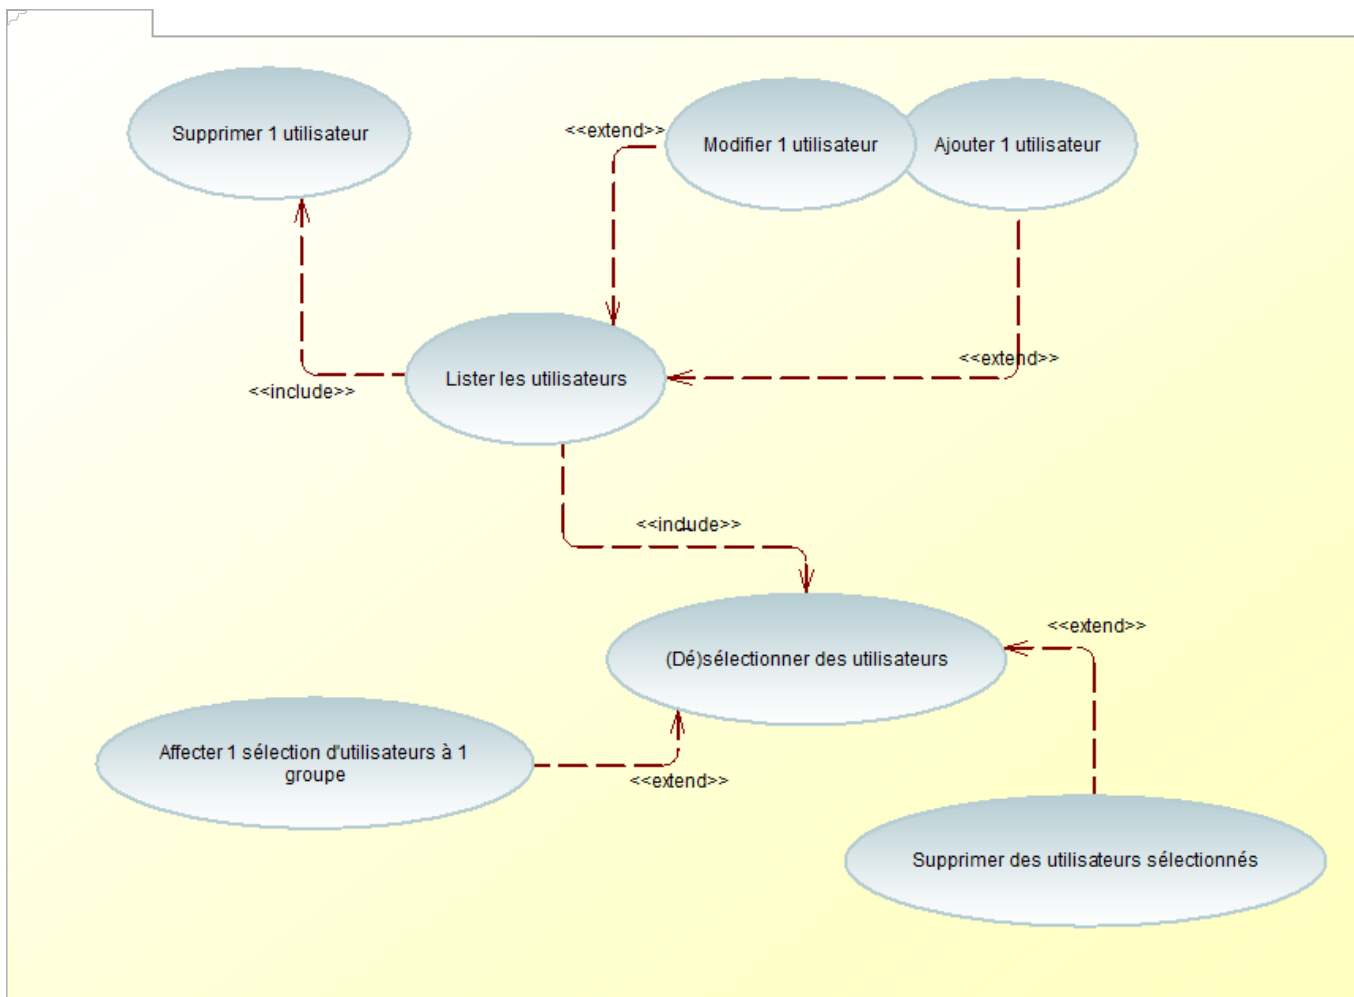 Supprimer 1 utilisateur
<<extend>>
Modifier 1 utilisateur
Ajouter 1 utilisateur
<<extend>>
Lister les utilisateurs
<<include>>
<<include>>
<<extend>>
(Dé)sélectionner des utilisateurs
Affecter 1 sélection d'utilisateurs à 1
groupe
<<extend>>
Supprimer des utilisateurs sélectionnés